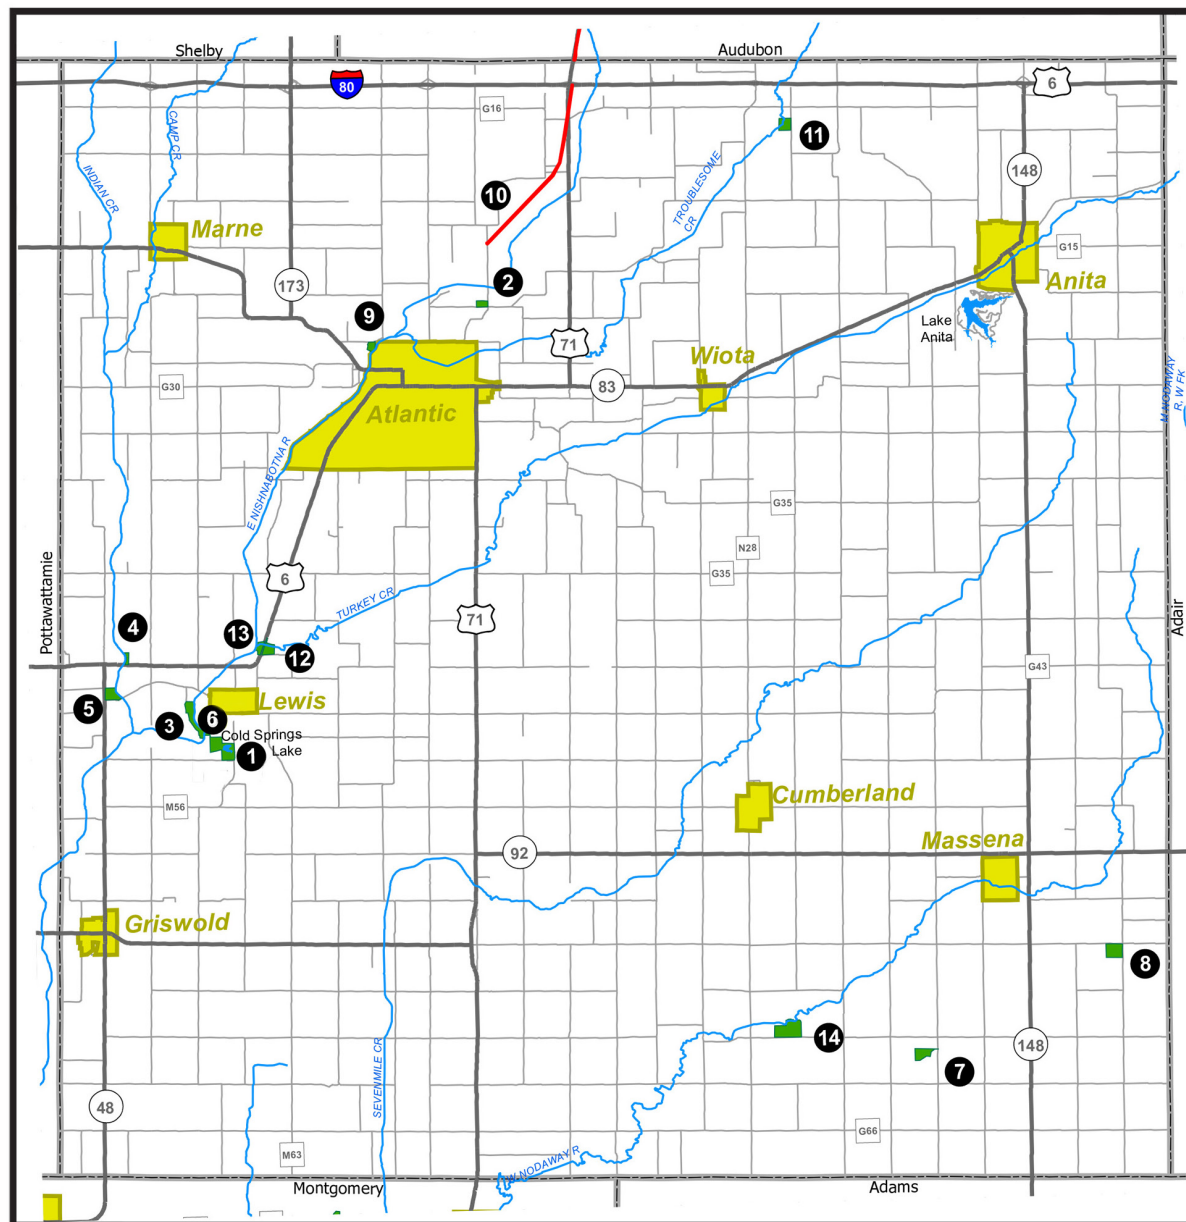 Shelby
Audubon
80
6
G16
CAMP CR
11
INDIAN CR
10
TROUBLESOME
CR
148
Marne
G15
173
2
Anita
9
Lake
Anita
71
Wiota
M NODAWAY
R. W FK
G30
83
Atlantic
E NISHNABOTNA R
G35
N28
G35
Pottawattamie
6
TURKEY CR
71
Adair
4
13
12
G43
5
Lewis
3
6
Cold Springs
Lake
1
M56
Cumberland
Massena
92
Griswold
8
14
148
7
SEVENMILE CR
48
G66
M63
W NODAWAY R
Montgomery
Adams